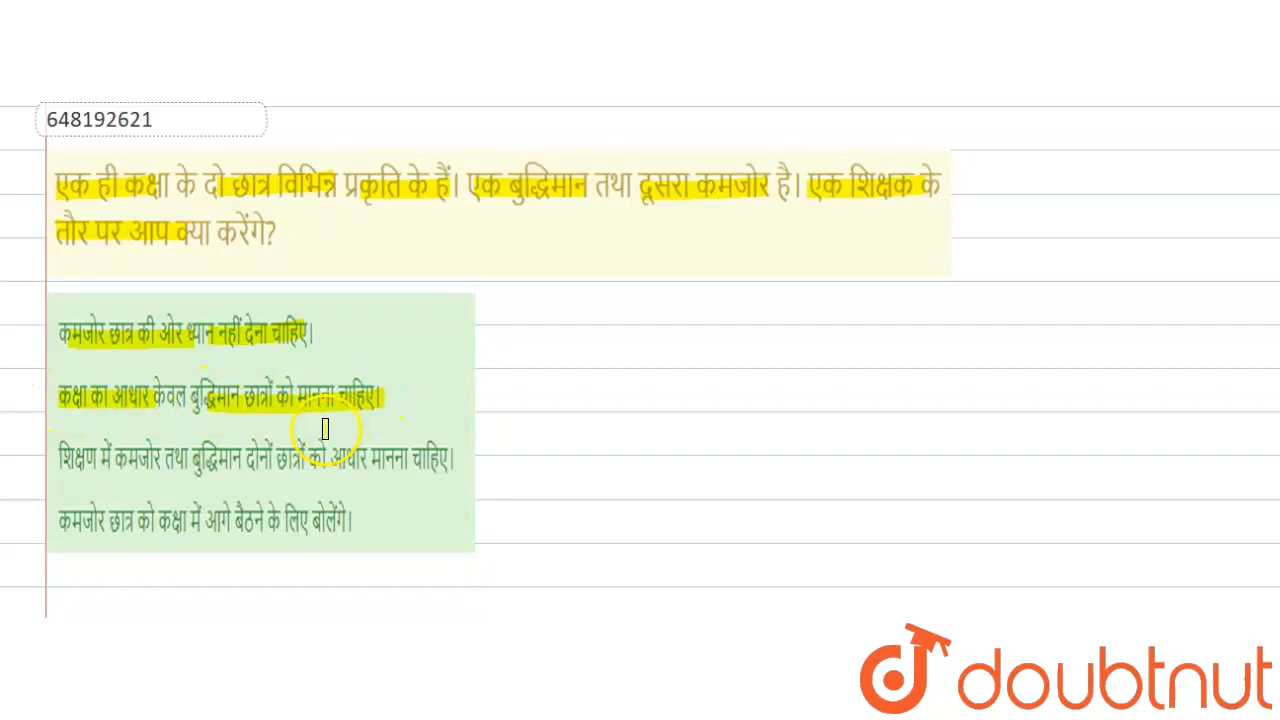 648192621
एक ही कक्षा के दो छात्र विभिन्न प्रकृति के हैं। एक बुद्धिमान तथा दूसरा कमजोर है। एक शिक्षक के
तौर पर आप क्या करेंगे?
कमजोर छात्र की ओर ध्यान नहीं देना चाहिए।
कक्षा का आधार केवल बुद्धिमान छात्रों को मानना चाहिए।
शिक्षण में कमजोर तथा बुद्धिमान दोनों छात्रों को आधार मानना चाहिए।
कमजोर छात्र को कक्षा में आगे बैठने के लिए बोलेंगे।
doubtnut